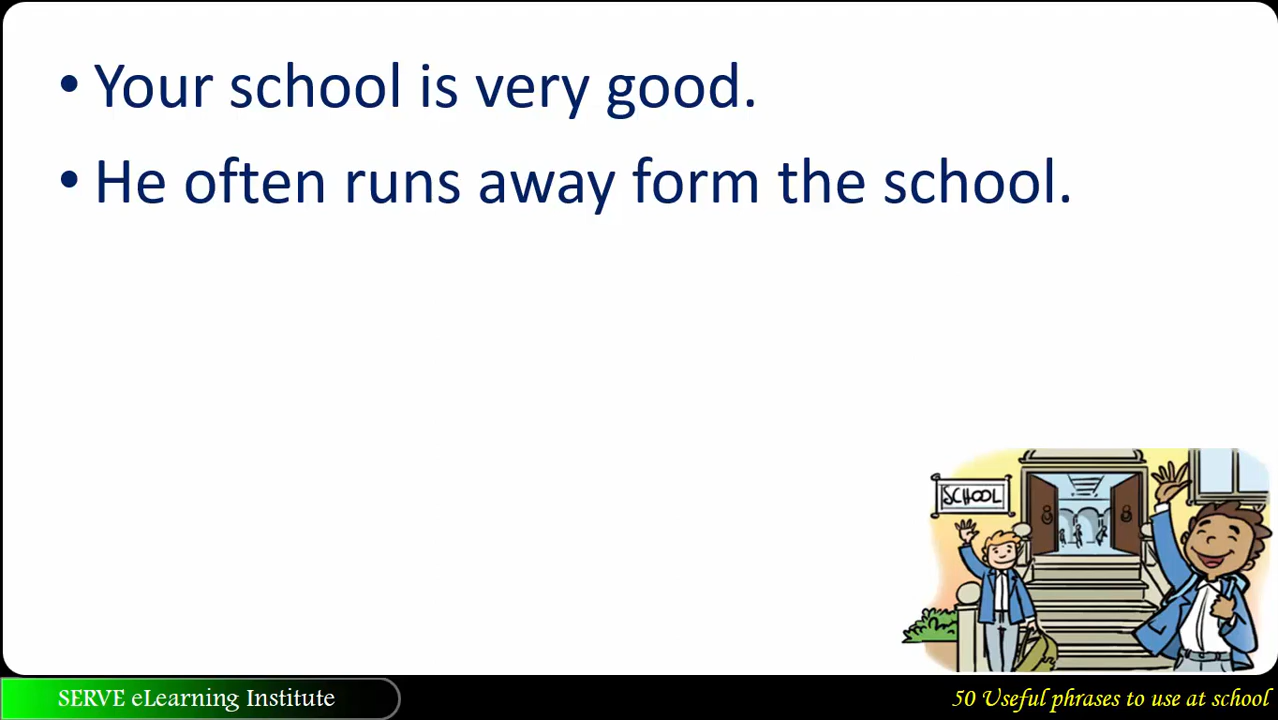 • Your school is very good.
• He often runs away form the school.
SCHOOL
SERVE eLearning Institute
50 Useful phrases to use at school